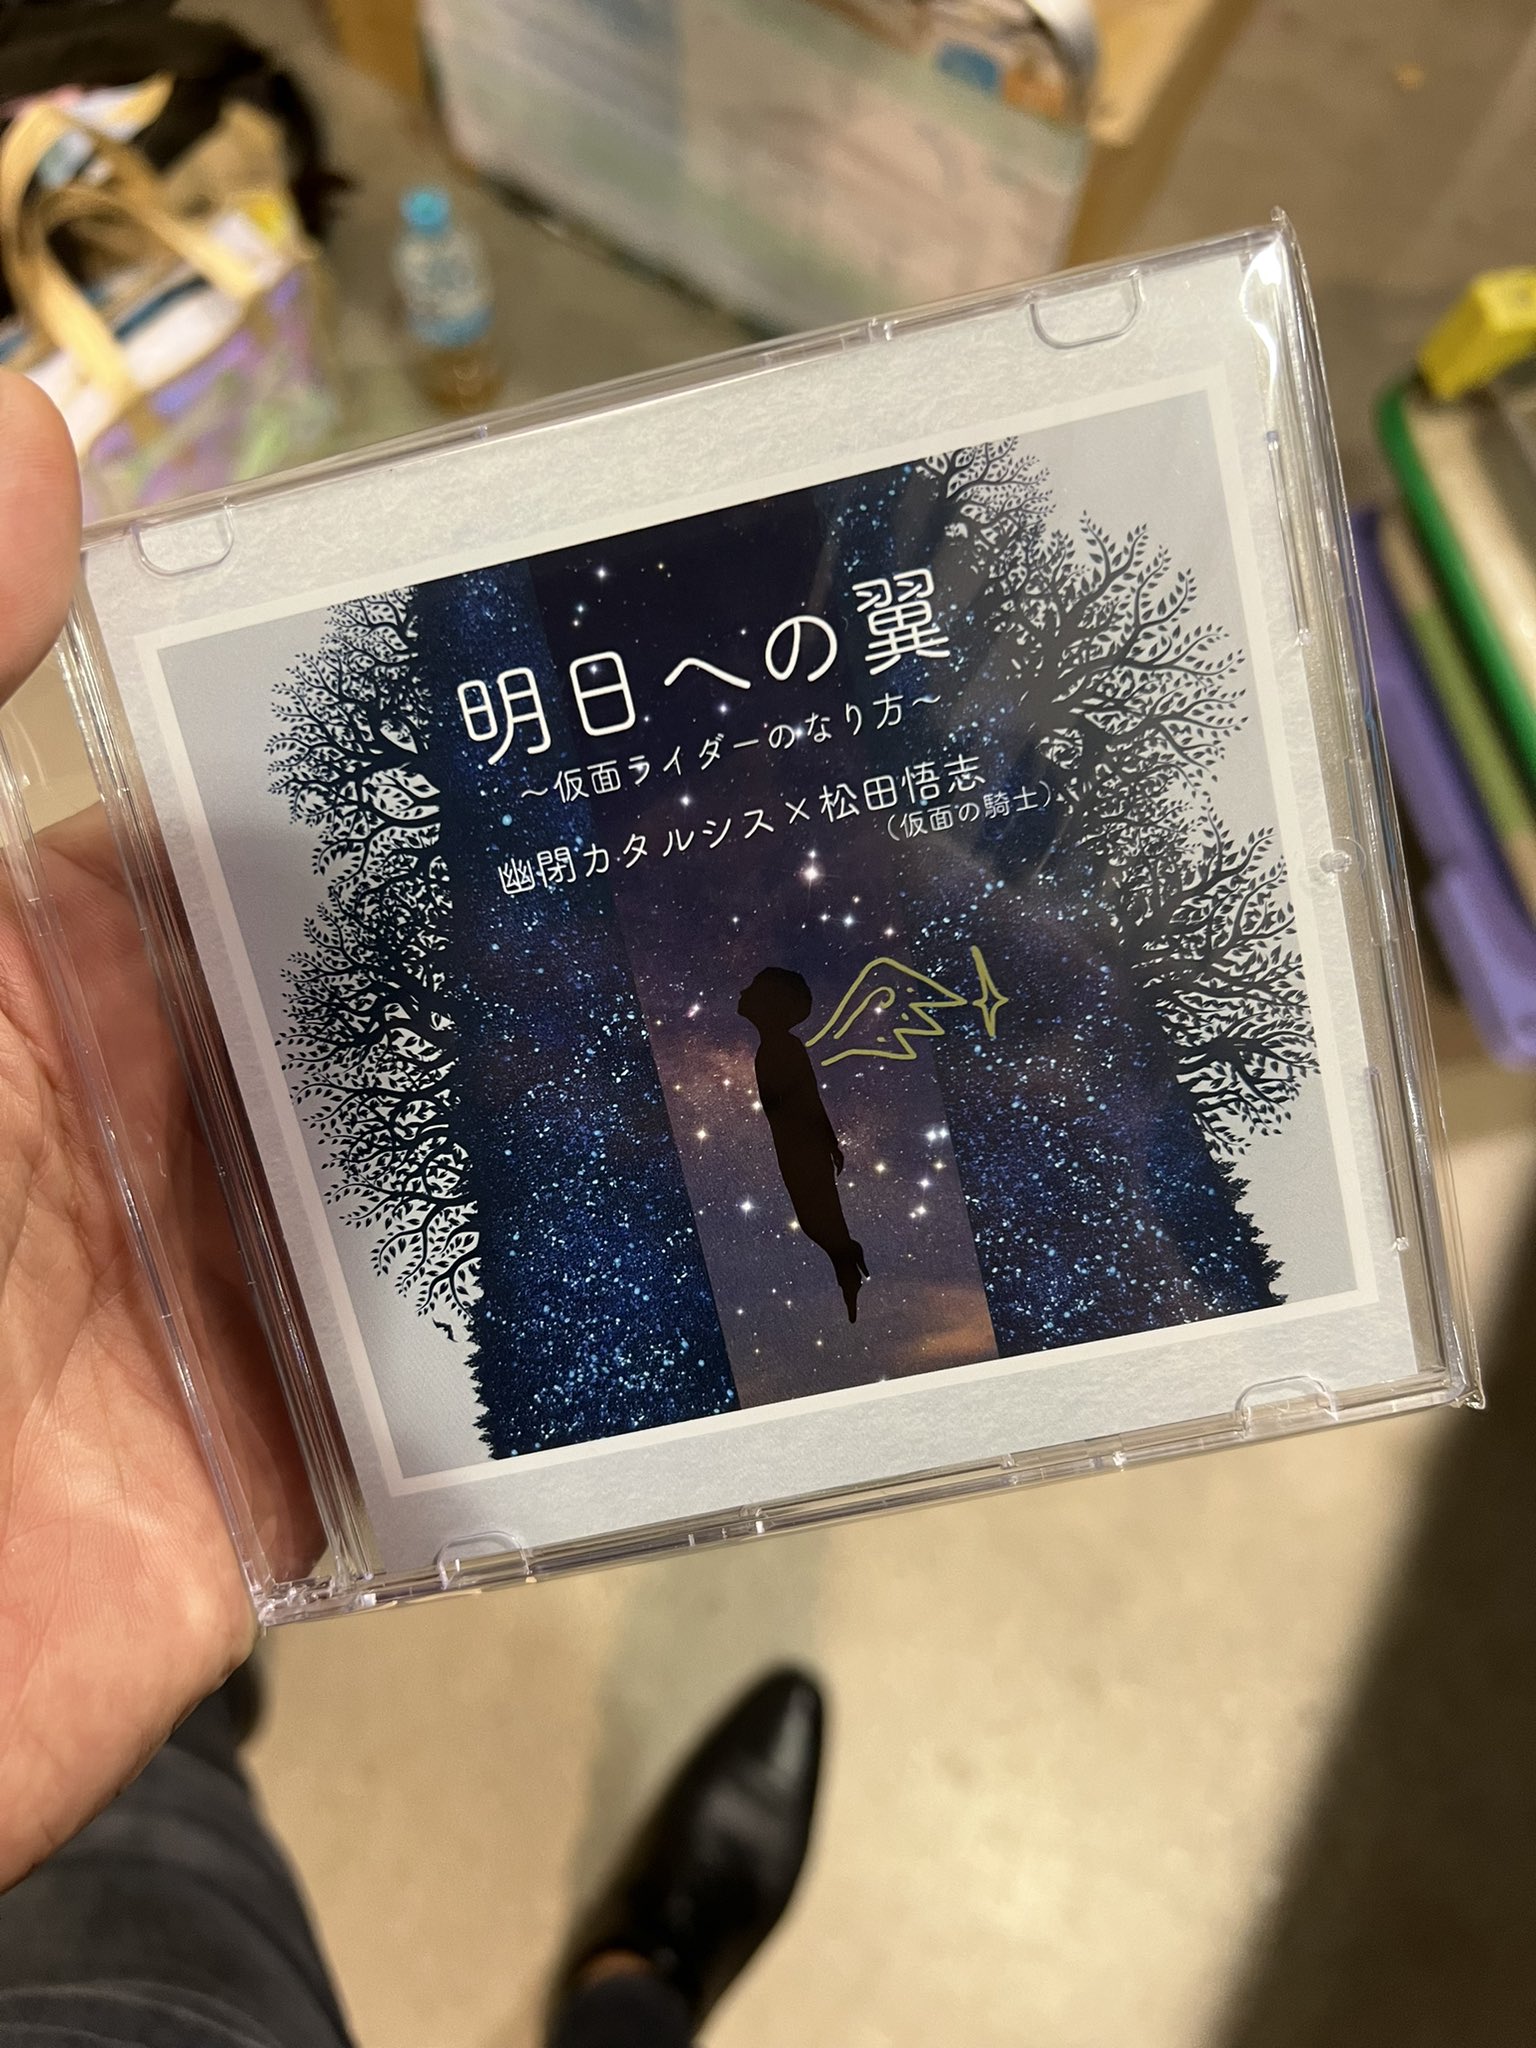 明日への翼
～仮面ライダーのなり方～
幽閉カタルシス×松田悟志
（仮面の騎士）